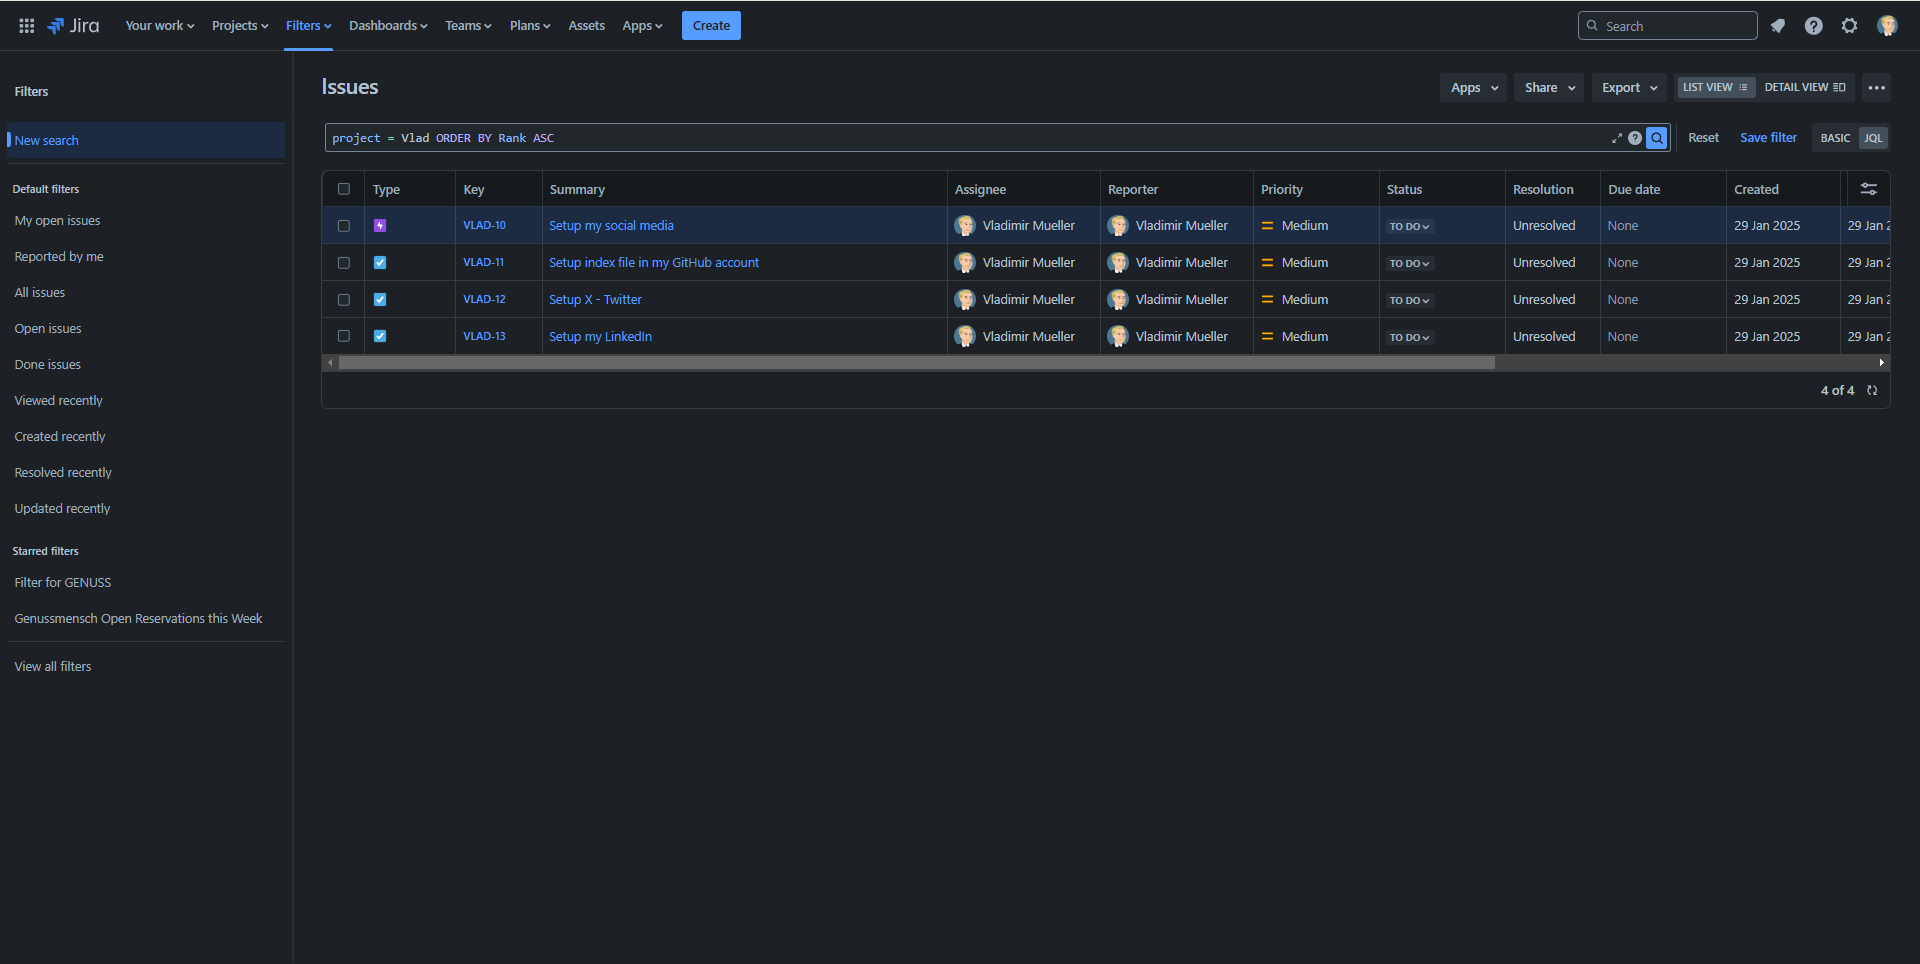 Jira Your work Projects Filters Dashboards Teams Plans Assets Apps Create Search
Filters
New search
Default filters
My open issues
Reported by me
All issues
Open issues
Done issues
Viewed recently
Created recently
Resolved recently
Updated recently
Starred filters
Filter for GENUSS
Genussmensch Open Reservations this Week
View all filters
Issues Apps Share Export LIST VIEW DETAIL VIEW
project = Vlad ORDER BY Rank ASC Reset Save filter BASIC JQL
Type Key Summary Assignee Reporter Priority Status Resolution Due date Created
VLAD-10 Setup my social media Vladimir Mueller Vladimir Mueller Medium TO DO Unresolved None 29 Jan 2025 29 Jan 2
VLAD-11 Setup index file in my GitHub account Vladimir Mueller Vladimir Mueller Medium TO DO Unresolved None 29 Jan 2025 29 Jan 2
VLAD-12 Setup X - Twitter Vladimir Mueller Vladimir Mueller Medium TO DO Unresolved None 29 Jan 2025 29 Jan 2
VLAD-13 Setup my LinkedIn Vladimir Mueller Vladimir Mueller Medium TO DO Unresolved None 29 Jan 2025 29 Jan 2
4 of 4